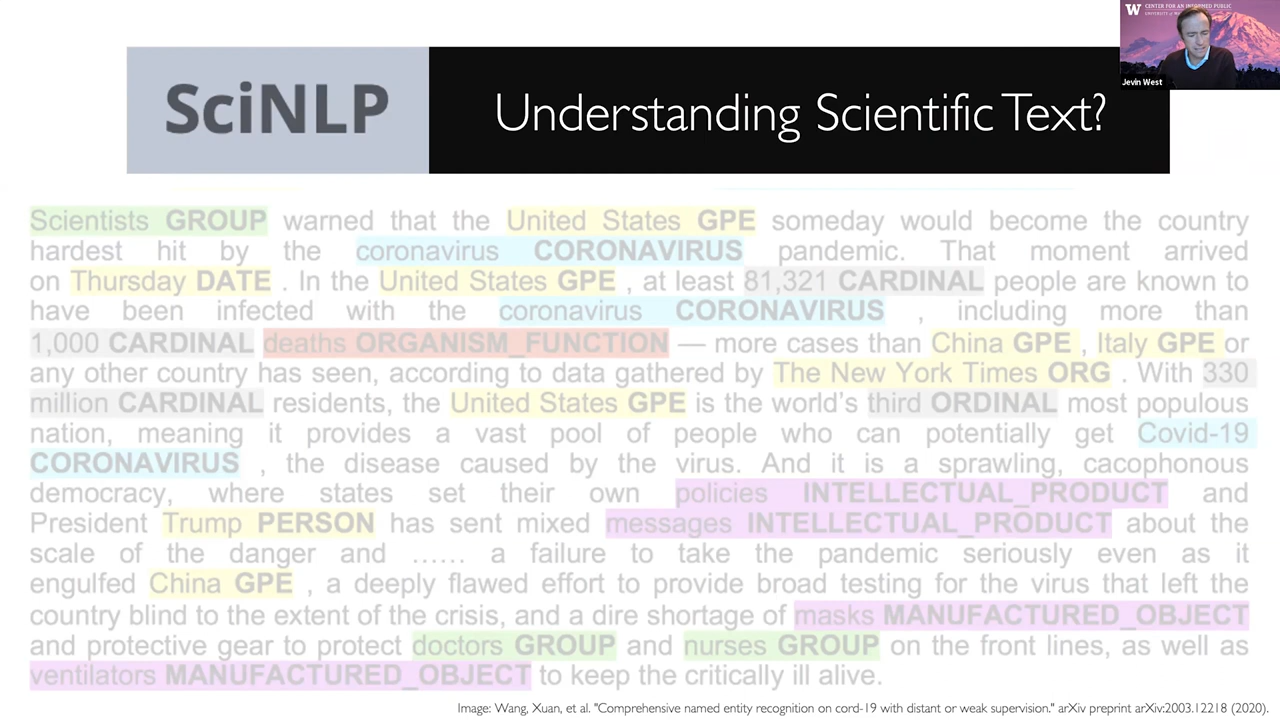 W CENTER FOR AN INFORMED PUBLIC
Jevin West
SciNLP
Understanding Scientific Text?
Scientists GROUP warned that the United States GPE someday would become the country
hardest hit by the coronavirus CORONAVIRUS pandemic. That moment arrived
on Thursday DATE . In the United States GPE , at least 81,321 CARDINAL people are known to
have been infected with the coronavirus CORONAVIRUS , including more than
1,000 CARDINAL deaths ORGANISM_FUNCTION — more cases than China GPE , Italy GPE or
any other country has seen, according to data gathered by The New York Times ORG . With 330
million CARDINAL residents, the United States GPE is the world's third ORDINAL most populous
nation, meaning it provides a vast pool of people who can potentially get Covid-19
CORONAVIRUS , the disease caused by the virus. And it is a sprawling, cacophonous
democracy, where states set their own policies INTELLECTUAL_PRODUCT and
President Trump PERSON has sent mixed messages INTELLECTUAL_PRODUCT about the
scale of the danger and …... a failure to take the pandemic seriously even as it
engulfed China GPE , a deeply flawed effort to provide broad testing for the virus that left the
country blind to the extent of the crisis, and a dire shortage of masks MANUFACTURED_OBJECT
and protective gear to protect doctors GROUP and nurses GROUP on the front lines, as well as
ventilators MANUFACTURED_OBJECT to keep the critically ill alive.
Image: Wang, Xuan, et al. "Comprehensive named entity recognition on cord-19 with distant or weak supervision." arXiv preprint arXiv:2003.12218 (2020).